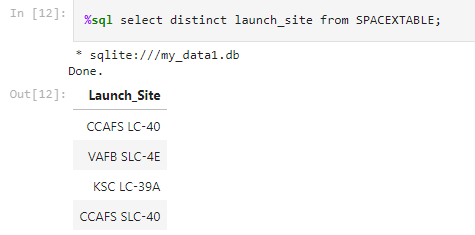 In [12]: %sql select distinct launch_site from SPACEXTABLE;
* sqlite:///my_data1.db
Done.
Out[12]: Launch_Site
CCAFS LC-40
VAFB SLC-4E
KSC LC-39A
CCAFS SLC-40